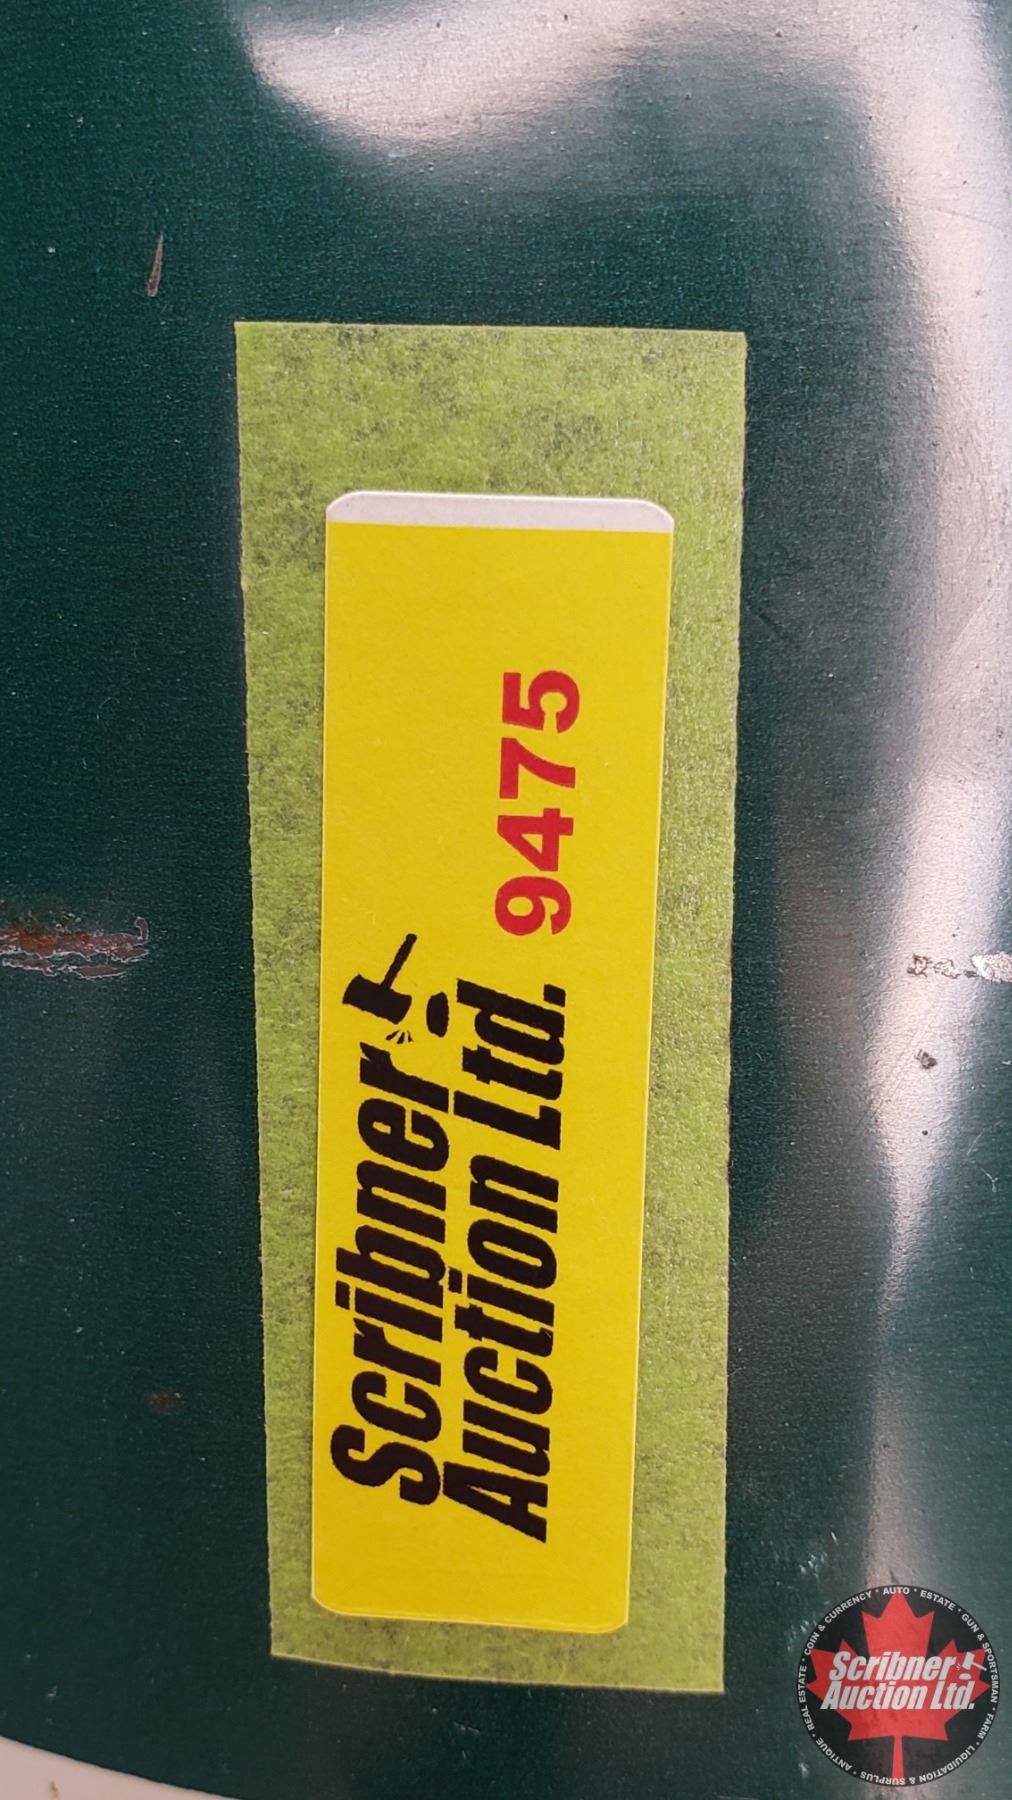 Scribner
Auction Ltd. 9475
Scribner
Auction Ltd.
ANTIQUE • REAL ESTATE • COIN & CURRENCY • AUTO • ESTATE • GUN & SPORTSMAN • FARM • LIQUIDATION & SURPLUS •